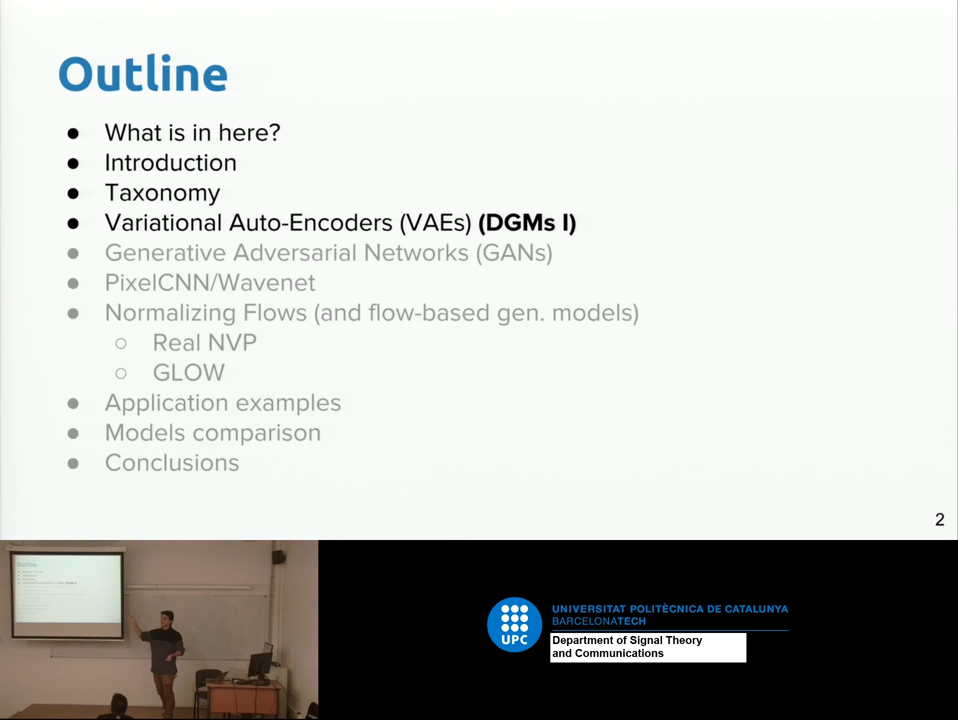 Outline
● What is in here?
● Introduction
● Taxonomy
● Variational Auto-Encoders (VAEs) (DGMs I)
● Generative Adversarial Networks (GANs)
● PixelCNN/Wavenet
● Normalizing Flows (and flow-based gen. models)
○ Real NVP
○ GLOW
● Application examples
● Models comparison
● Conclusions
2
Outline
UPC
UNIVERSITAT POLITÈCNICA DE CATALUNYA
BARCELONATECH
Department of Signal Theory
and Communications